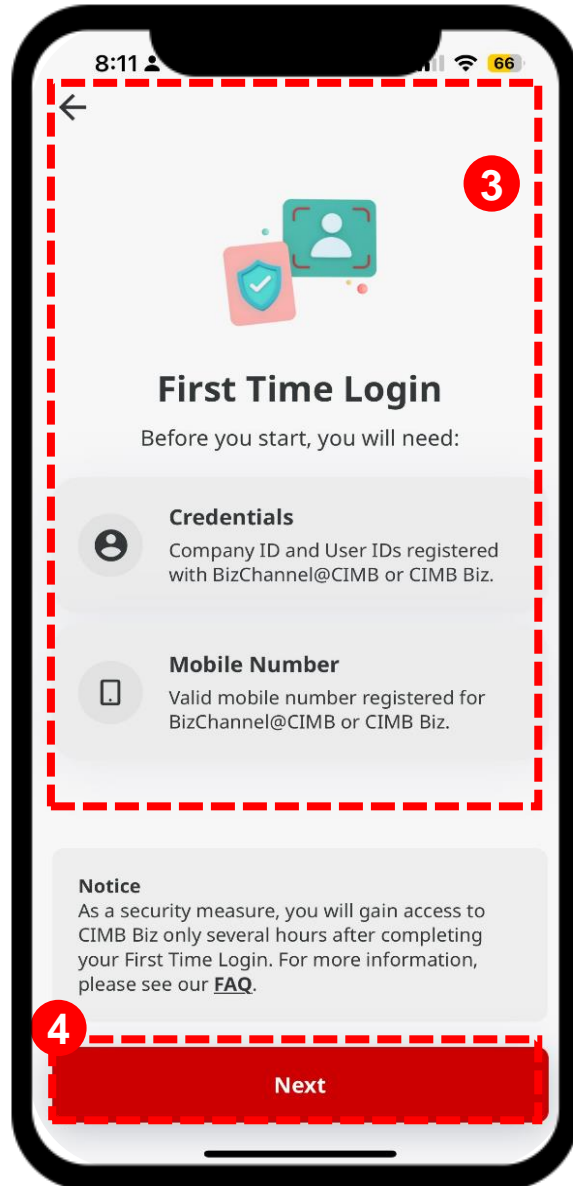 8:11
66
3
First Time Login
Before you start, you will need:
Credentials
Company ID and User IDs registered
with BizChannel@CIMB or CIMB Biz.
Mobile Number
Valid mobile number registered for
BizChannel@CIMB or CIMB Biz.
Notice
As a security measure, you will gain access to
CIMB Biz only several hours after completing
your First Time Login. For more information,
please see our FAQ.
4
Next